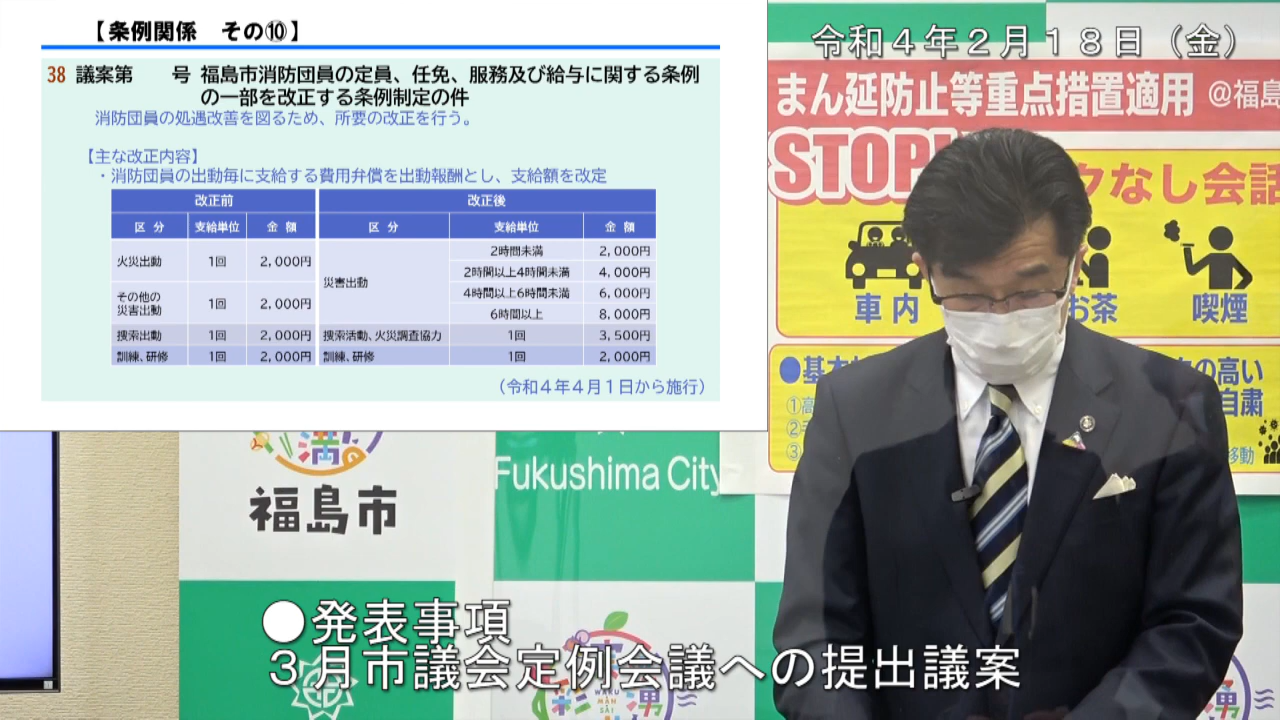 【条例関係 その⑩】
38 議案第 号 福島市消防団員の定員、任免、服務及び給与に関する条例
の一部を改正する条例制定の件
消防団員の処遇改善を図るため、所要の改正を行う。
【主な改正内容】
・消防団員の出動毎に支給する費用弁償を出動報酬とし、支給額を改定
改正前 改正後
区 分 支給単位 金 額 区 分 支給単位 金 額
火災出動 1回 2,000円 災害出動 2時間未満 2,000円
2時間以上4時間未満 4,000円
その他の
災害出動 1回 2,000円 4時間以上6時間未満 6,000円
6時間以上 8,000円
捜索出動 1回 2,000円 捜索活動、火災調査協力 1回 3,500円
訓練、研修 1回 2,000円 訓練、研修 1回 2,000円
（令和４年４月１日から施行）
令和４年２月１８日（金）
まん延防止等重点措置適用 @福島
STOP!
クなし会話
車内
お茶
喫煙
●基本
の高い
自粛
①高
②
③
移動
福島市
Fukushima City
●発表事項
３月市議会定例会議への提出議案
WAKU
MAN
SAI